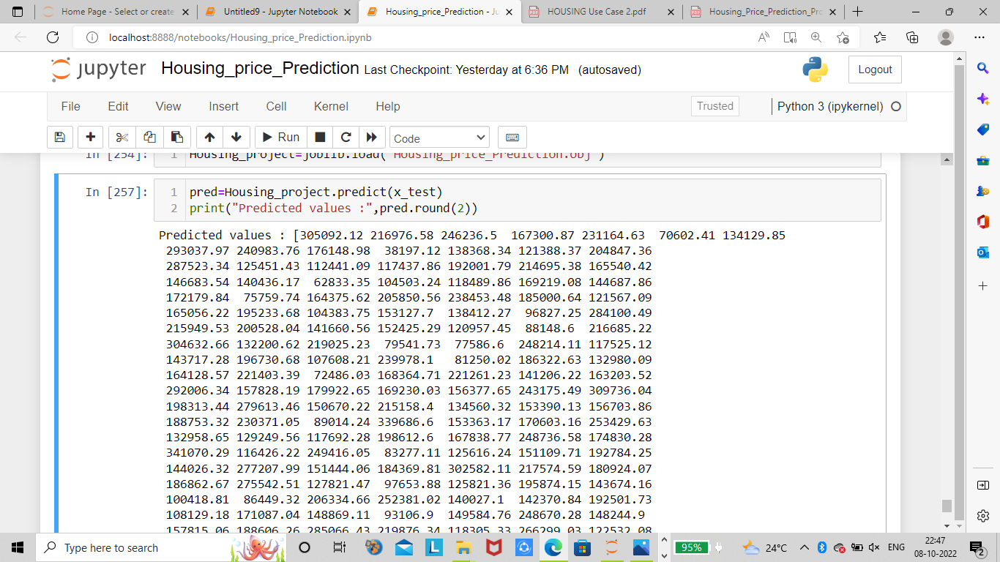 Home Page - Select or create
Untitled9 - Jupyter Notebook
Housing_price_Prediction - Ju
HOUSING Use Case 2.pdf
Housing_Price_Prediction_Pro
localhost:8888/notebooks/Housing_price_Prediction.ipynb
jupyter Housing_price_Prediction Last Checkpoint: Yesterday at 6:36 PM (autosaved)
Logout
File Edit View Insert Cell Kernel Help
Trusted
Python 3 (ipykernel)
Run
Code
In [254]: 1 Housing_project=joblib.load('Housing_price_Prediction.obj')
In [257]: 1 pred=Housing_project.predict(x_test)
2 print("Predicted values :",pred.round(2))
Predicted values : [305092.12 216976.58 246236.5 167300.87 231164.63 70602.41 134129.85
293037.97 240983.76 176148.98 38197.12 138368.34 121388.37 204847.36
287523.34 125451.43 112441.09 117437.86 192001.79 214695.38 165540.42
146683.54 140436.17 62833.35 104503.24 118489.86 169219.08 144687.86
172179.84 75759.74 164375.62 205850.56 238453.48 185000.64 121567.09
165056.22 195233.68 104383.75 153127.7 138412.27 96827.25 284100.49
215949.53 200528.04 141660.56 152425.29 120957.45 88148.6 216685.22
304632.66 132200.62 219025.23 79541.73 77586.6 248214.11 117525.12
143717.28 196730.68 107608.21 239978.1 81250.02 186322.63 132980.09
164128.57 221403.39 72486.03 168364.71 221261.23 141206.22 163203.52
292006.34 157828.19 179922.65 169230.03 156377.65 243175.49 309736.04
198313.44 279613.46 150670.22 215158.4 134560.32 153390.13 156703.86
188753.32 230371.05 89014.24 339686.6 153363.17 170603.16 253429.63
132958.65 129249.56 117692.28 198612.6 167838.77 248736.58 174830.28
341070.29 116426.22 249416.05 83277.11 125616.24 151109.71 192784.25
144026.32 277207.99 151444.06 184369.81 302582.11 217574.59 180924.07
186862.67 275542.51 127821.47 97653.88 125821.36 195874.15 143674.16
100418.81 86449.32 206334.66 252381.02 140027.1 142370.84 192501.73
108129.18 171087.04 148869.11 93106.9 149584.76 248670.28 148244.9
157815.06 188606.26 285066.43 219876.34 118305.33 266299.03 122532.08
Type here to search
95%
24°C
ENG
22:47
08-10-2022
2